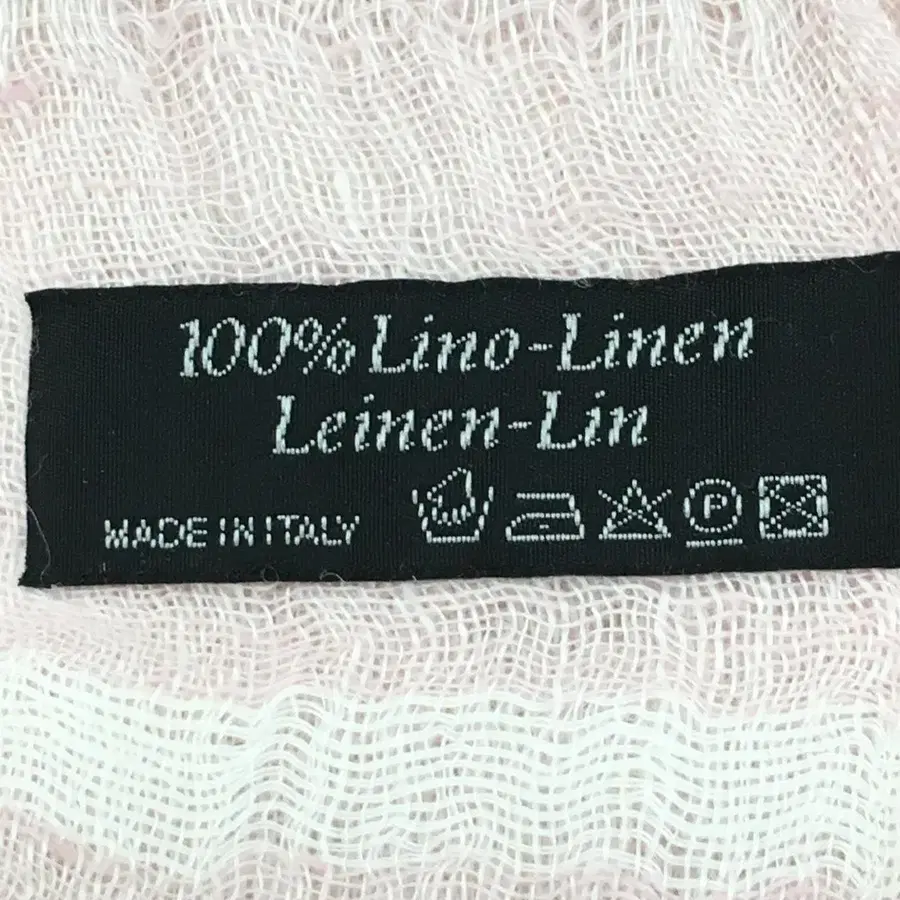 100% Lino-Linen
Leinen-Lin
MADE IN ITALY
P